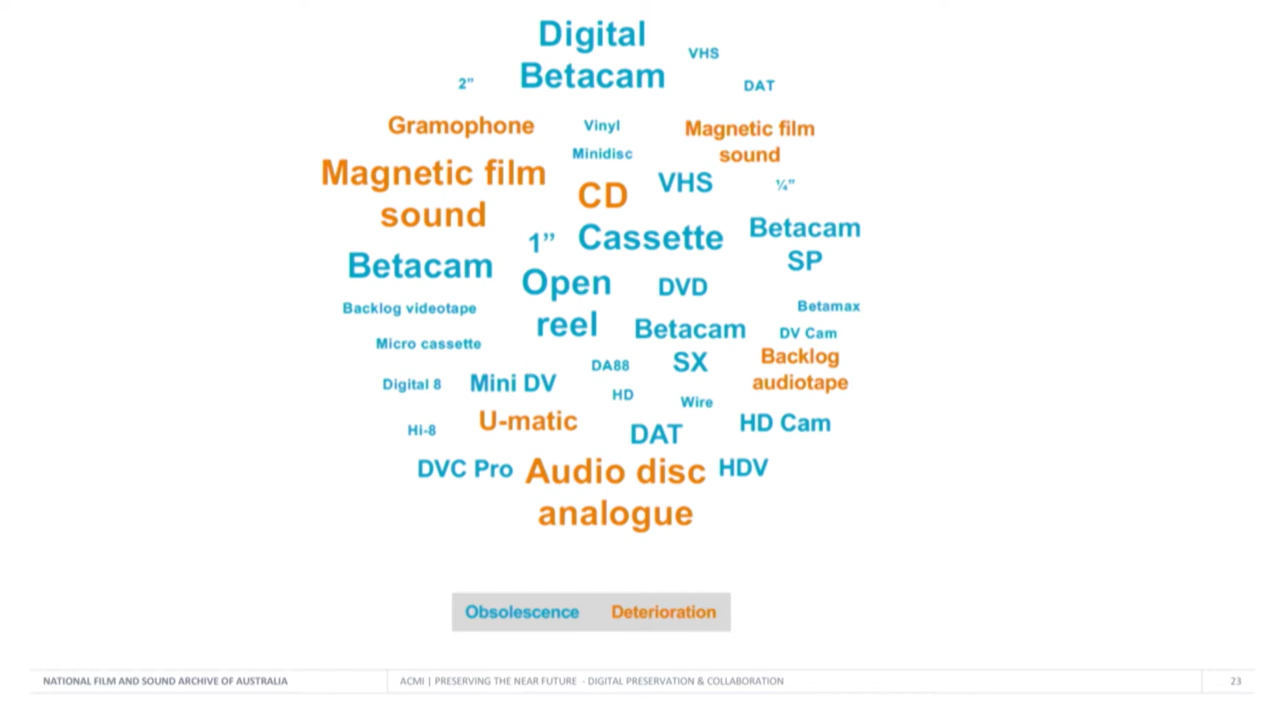 Digital
Betacam
VHS
2”
DAT
Gramophone
Vinyl
Magnetic film
sound
Minidisc
Magnetic film
sound
CD
VHS
¼”
1”
Cassette
Betacam
SP
Betacam
Open
reel
DVD
Backlog videotape
Betamax
Betacam
SX
DV Cam
Micro cassette
Backlog
audiotape
DA88
Digital 8
Mini DV
HD
Wire
U-matic
HD Cam
Hi-8
DAT
DVC Pro
Audio disc
analogue
HDV
Obsolescence
Deterioration
NATIONAL FILM AND SOUND ARCHIVE OF AUSTRALIA
ACMI | PRESERVING THE NEAR FUTURE - DIGITAL PRESERVATION & COLLABORATION
23